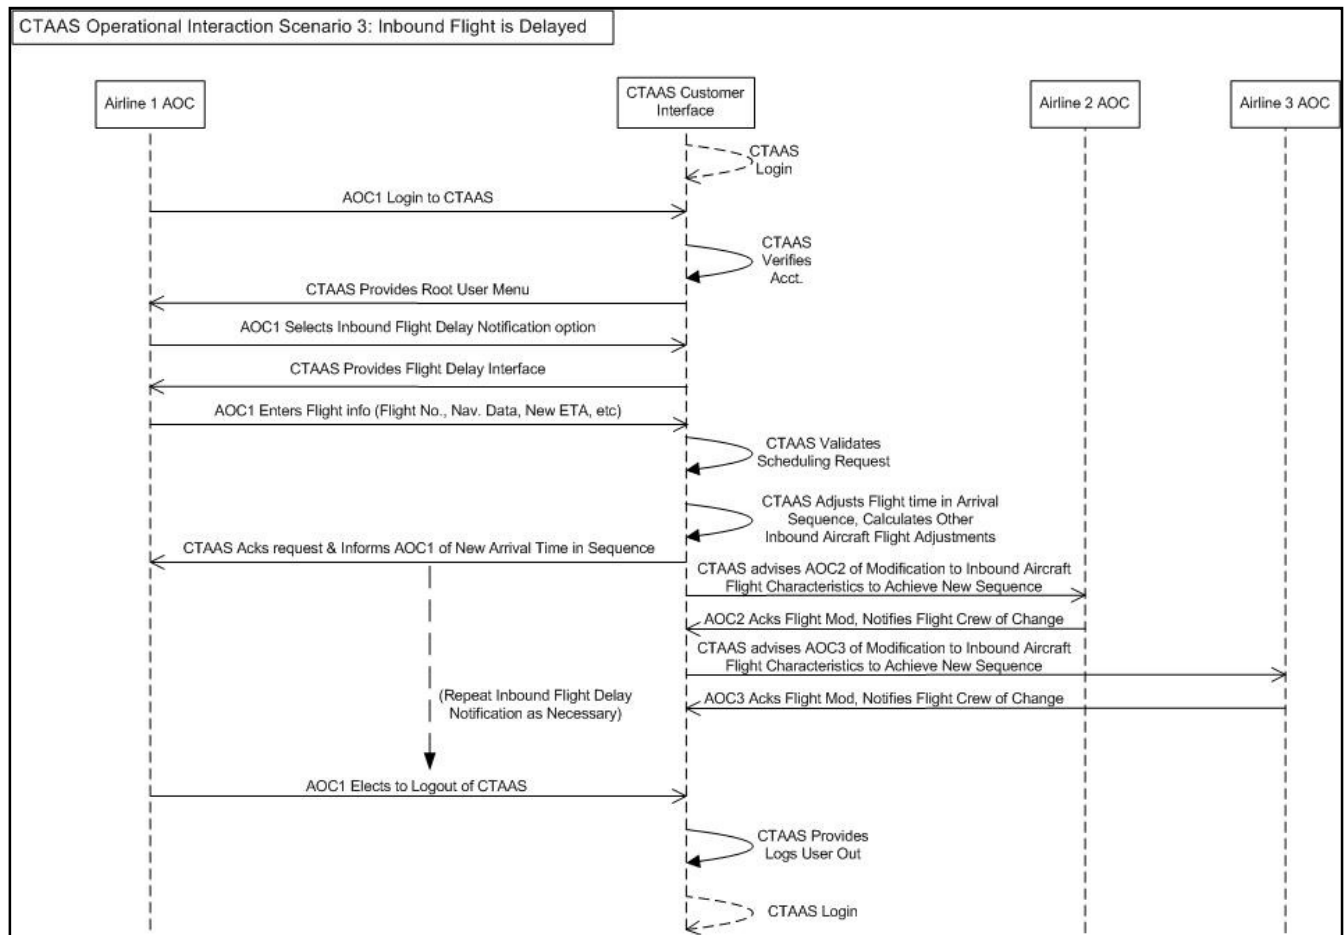 CTAAS Operational Interaction Scenario 3: Inbound Flight is Delayed
Airline 1 AOC
CTAAS Customer
Interface
Airline 2 AOC
Airline 3 AOC
CTAAS
Login
AOC1 Login to CTAAS
CTAAS
Verifies
Acct.
CTAAS Provides Root User Menu
AOC1 Selects Inbound Flight Delay Notification option
CTAAS Provides Flight Delay Interface
AOC1 Enters Flight info (Flight No., Nav. Data, New ETA, etc)
CTAAS Validates
Scheduling Request
CTAAS Adjusts Flight time in Arrival
Sequence, Calculates Other
Inbound Aircraft Flight Adjustments
CTAAS Acks request & Informs AOC1 of New Arrival Time in Sequence
CTAAS advises AOC2 of Modification to Inbound Aircraft
Flight Characteristics to Achieve New Sequence
AOC2 Acks Flight Mod, Notifies Flight Crew of Change
CTAAS advises AOC3 of Modification to Inbound Aircraft
Flight Characteristics to Achieve New Sequence
(Repeat Inbound Flight Delay
Notification as Necessary)
AOC3 Acks Flight Mod, Notifies Flight Crew of Change
AOC1 Elects to Logout of CTAAS
CTAAS Provides
Logs User Out
CTAAS Login